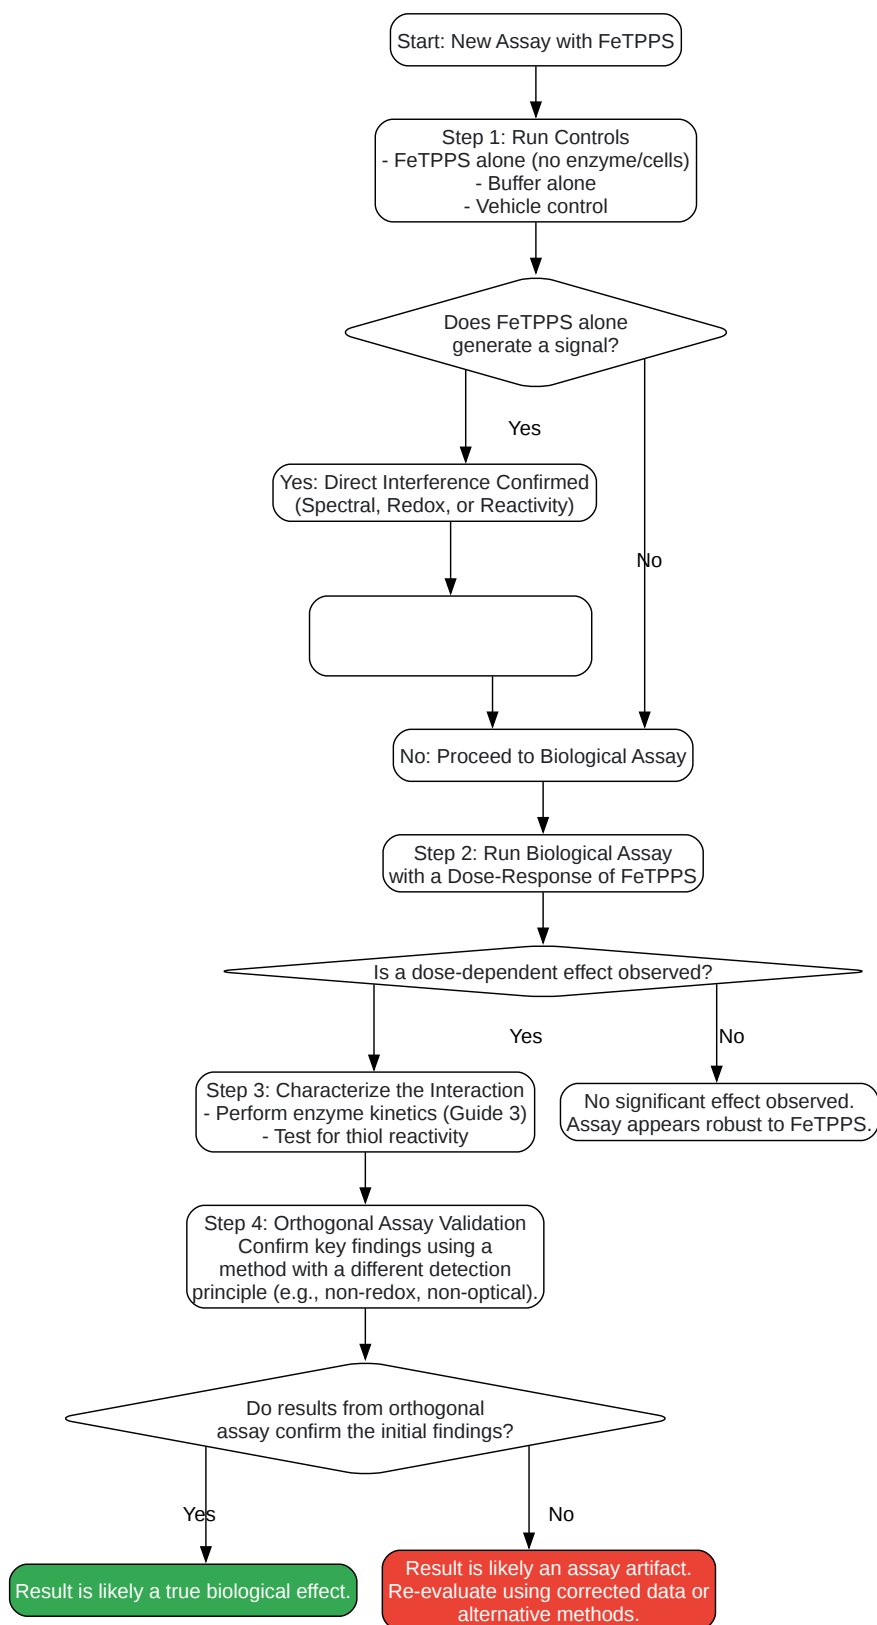 Start: New Assay with FeTPPS
Step 1: Run Controls
- FeTPPS alone (no enzyme/cells)
- Buffer alone
- Vehicle control
Does FeTPPS alone
generate a signal?
Yes
Yes: Direct Interference Confirmed
(Spectral, Redox, or Reactivity)
No
No: Proceed to Biological Assay
Step 2: Run Biological Assay
with a Dose-Response of FeTPPS
Is a dose-dependent effect observed?
Yes
No
Step 3: Characterize the Interaction
- Perform enzyme kinetics (Guide 3)
- Test for thiol reactivity
No significant effect observed.
Assay appears robust to FeTPPS.
Step 4: Orthogonal Assay Validation
Confirm key findings using a
method with a different detection
principle (e.g., non-redox, non-optical).
Do results from orthogonal
assay confirm the initial findings?
Yes
No
Result is likely a true biological effect.
Result is likely an assay artifact.
Re-evaluate using corrected data or
alternative methods.